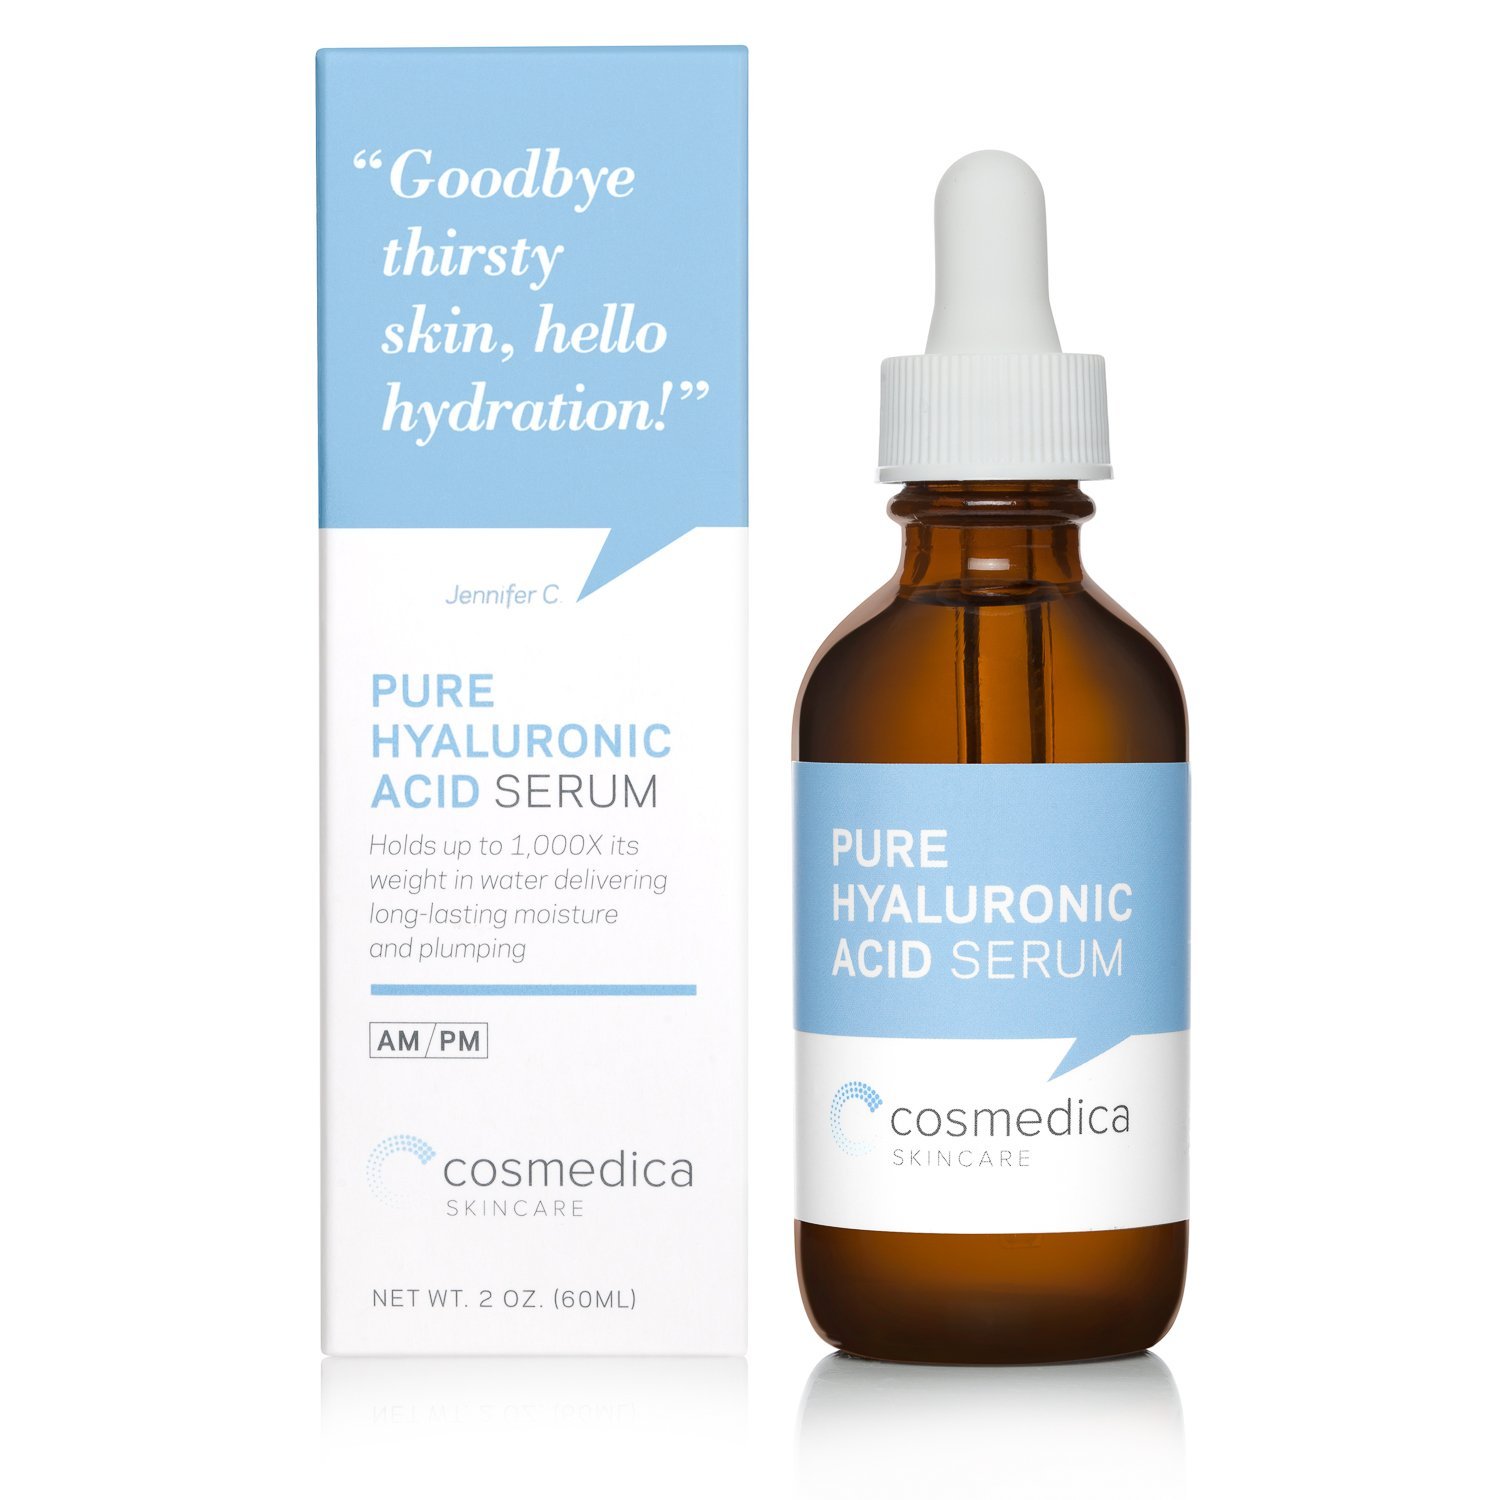 “Goodbye
thirsty
skin, hello
hydration!”
Jennifer C.
PURE
HYALURONIC
ACID SERUM
Holds up to 1,000X its
weight in water delivering
long-lasting moisture
and plumping
AM/PM
cosmedica
SKINCARE
NET WT. 2 OZ. (60ML)
PURE
HYALURONIC
ACID SERUM
cosmedica
SKINCARE